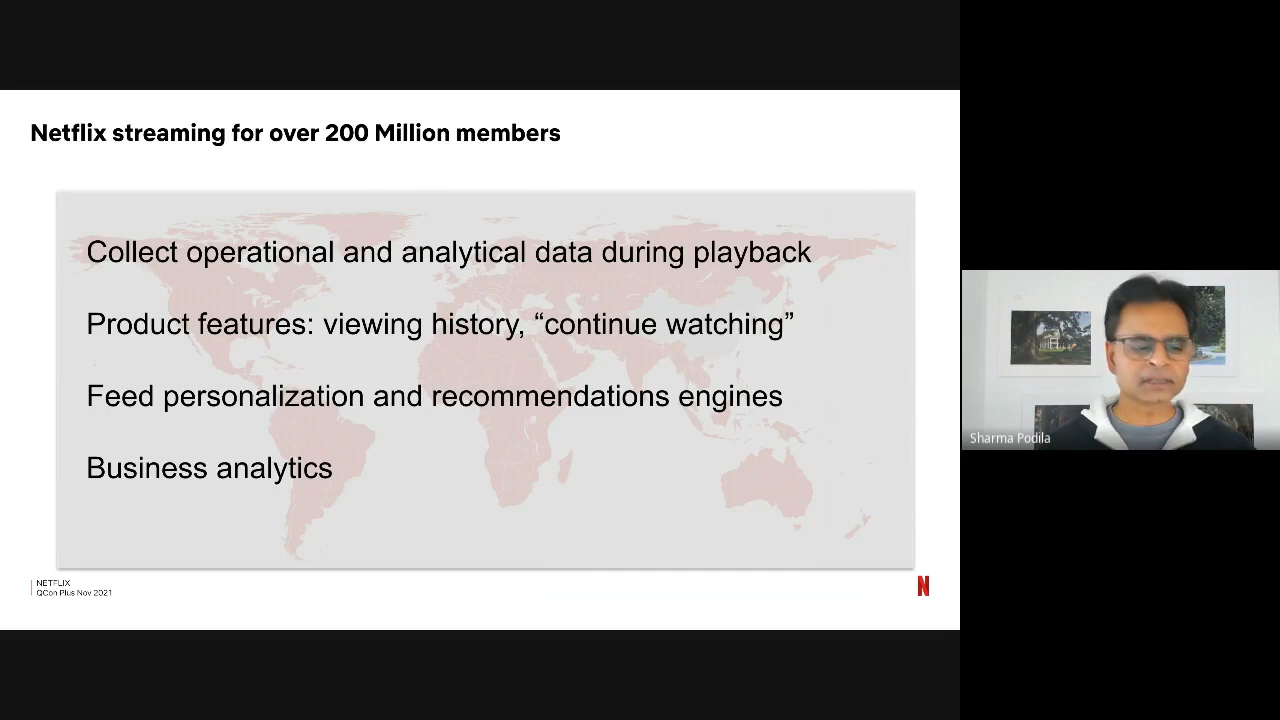 Netflix streaming for over 200 Million members
Collect operational and analytical data during playback
Product features: viewing history, “continue watching”
Feed personalization and recommendations engines
Business analytics
NETFLIX
QCon Plus Nov 2021
N
Sharma Podila